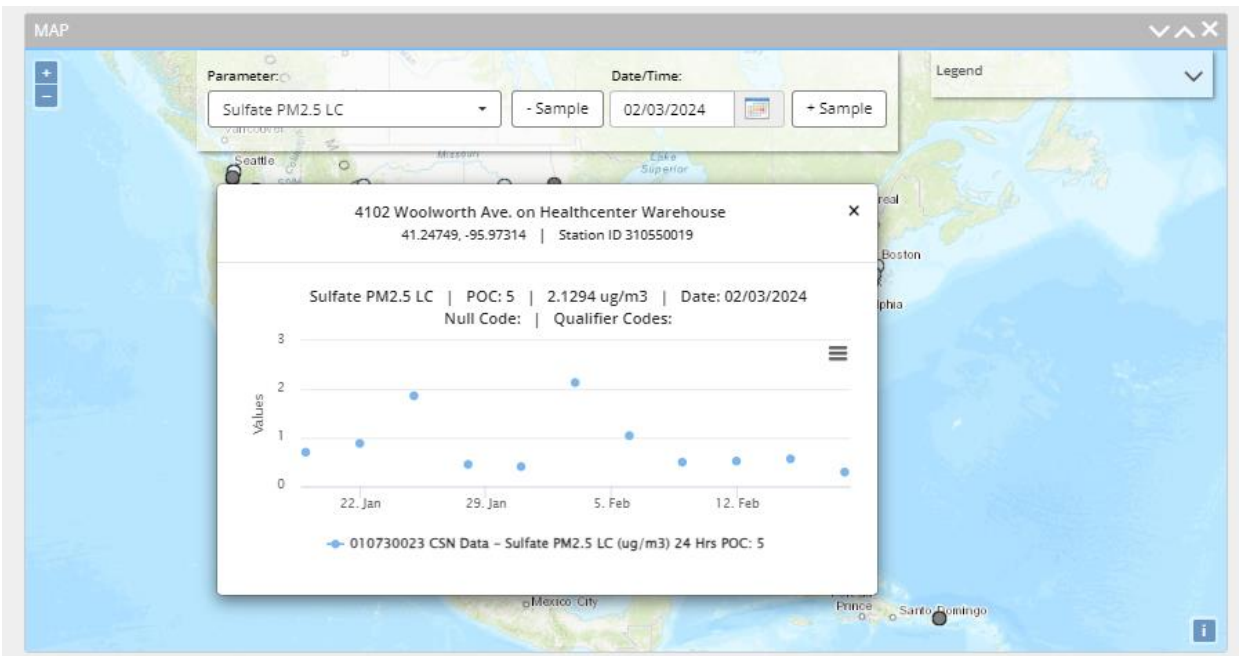 MAP
Parameter:
Date/Time:
Legend
Sulfate PM2.5 LC
- Sample
02/03/2024
+ Sample
Vancouver
Seattle
Missouri
Lake
Superior
4102 Woolworth Ave. on Healthcenter Warehouse
real
41.24749, -95.97314 | Station ID 310550019
Boston
Sulfate PM2.5 LC | POC: 5 | 2.1294 ug/m3 | Date: 02/03/2024
phia
Null Code: | Qualifier Codes:
3
2
1
0
Values
22. Jan
29. Jan
5. Feb
12. Feb
010730023 CSN Data – Sulfate PM2.5 LC (ug/m3) 24 Hrs POC: 5
Mexico City
Prince
Santo Domingo
i